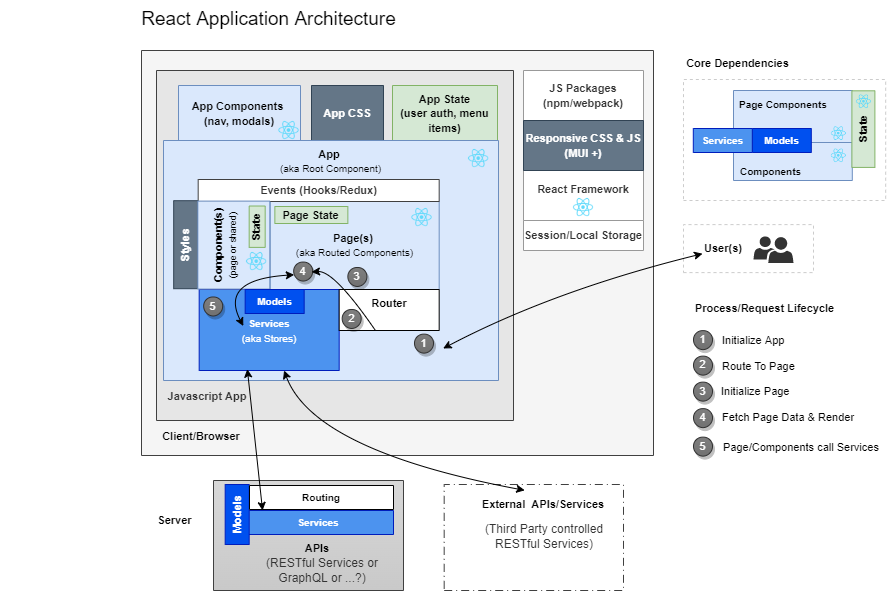 React Application Architecture
Core Dependencies
App Components
(nav, modals)
App CSS
App State
(user auth, menu
items)
JS Packages
(npm/webpack)
Responsive CSS & JS
(MUI +)
React Framework
Session/Local Storage
Page Components
Services
Models
State
Components
App
(aka Root Component)
Events (Hooks/Redux)
Styles
Component(s)
(page or shared)
State
Page State
Page(s)
(aka Routed Components)
4
3
5
Models
Services
(aka Stores)
Router
2
1
User(s)
Javascript App
Client/Browser
Process/Request Lifecycle
1 Initialize App
2 Route To Page
3 Initialize Page
4 Fetch Page Data & Render
5 Page/Components call Services
Server
Models
Routing
Services
APIs
(RESTful Services or
GraphQL or ...?)
External APIs/Services
(Third Party controlled
RESTful Services)